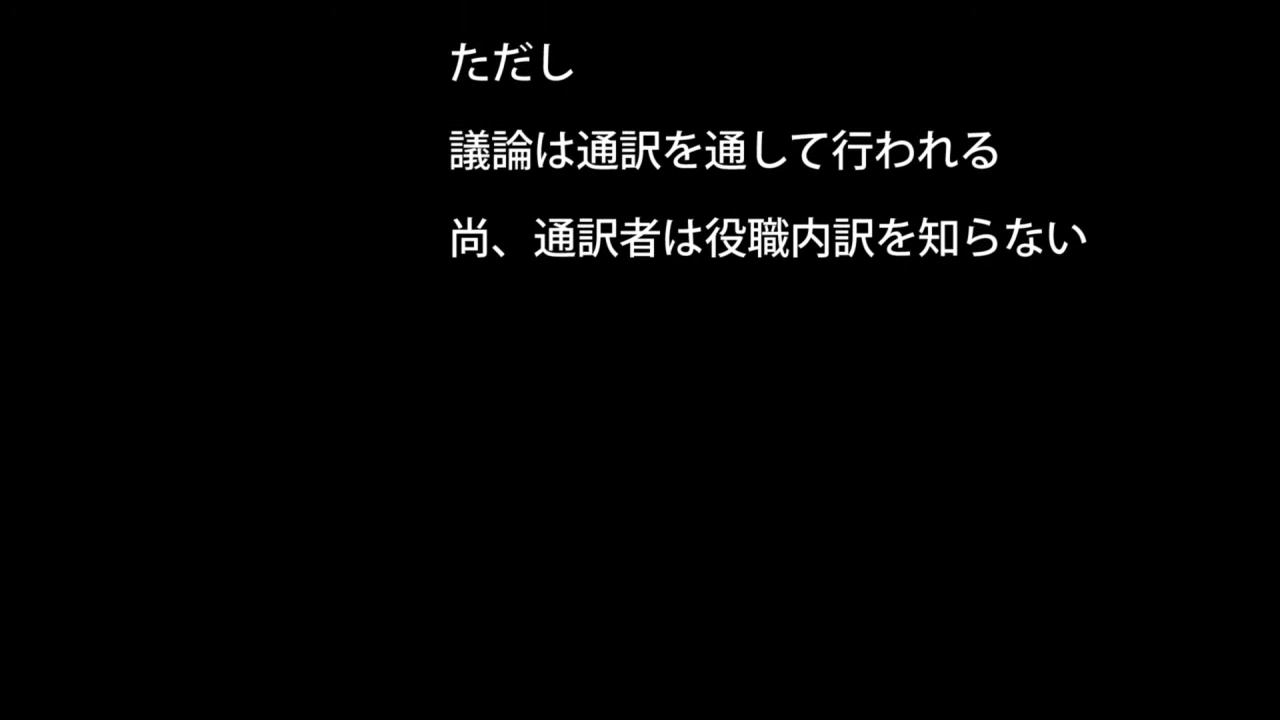 ただし
議論は通訳を通して行われる
尚、通訳者は役職内訳を知らない